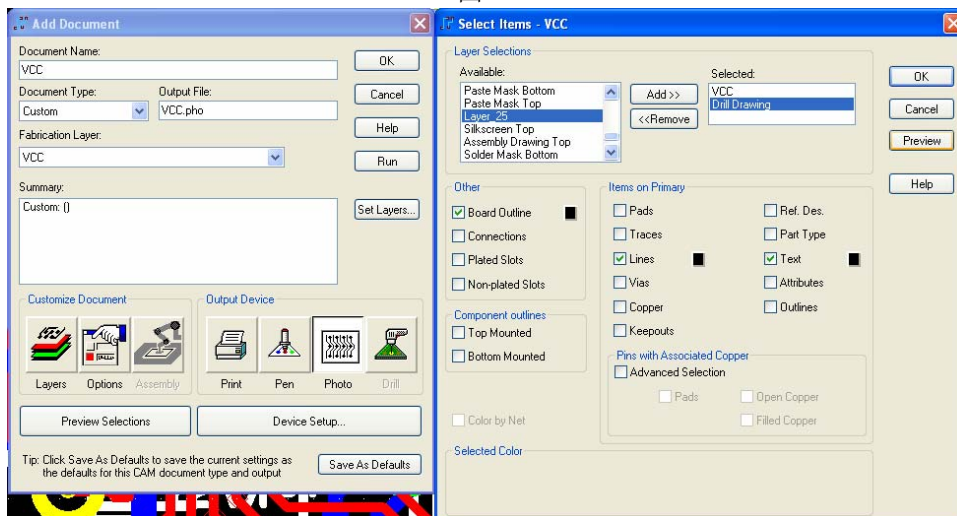 Add Document
Document Name:
VCC
OK
Document Type:
Output File:
Custom
VCC.pho
Cancel
Fabrication Layer:
Help
VCC
Run
Summary:
Custom: ()
Set Layers...
Customize Document
Output Device
Layers
Options
Assembly
Print
Pen
Photo
Drill
Preview Selections
Device Setup...
Tip: Click Save As Defaults to save the current settings as
the defaults for this CAM document type and output
Save As Defaults
Select Items - VCC
Layer Selections
Available:
Selected:
Paste Mask Bottom
Paste Mask Top
Layer_25
Silkscreen Top
Assembly Drawing Top
Solder Mask Bottom
Add >>
<<Remove
VCC
Drill Drawing
OK
Cancel
Preview
Help
Other
Board Outline
Connections
Plated Slots
Non-plated Slots
Component outlines
Top Mounted
Bottom Mounted
Color by Net
Items on Primary
Pads
Ref. Des.
Traces
Part Type
Lines
Text
Vias
Attributes
Copper
Outlines
Keepouts
Pins with Associated Copper
Advanced Selection
Pads
Open Copper
Filled Copper
Selected Color